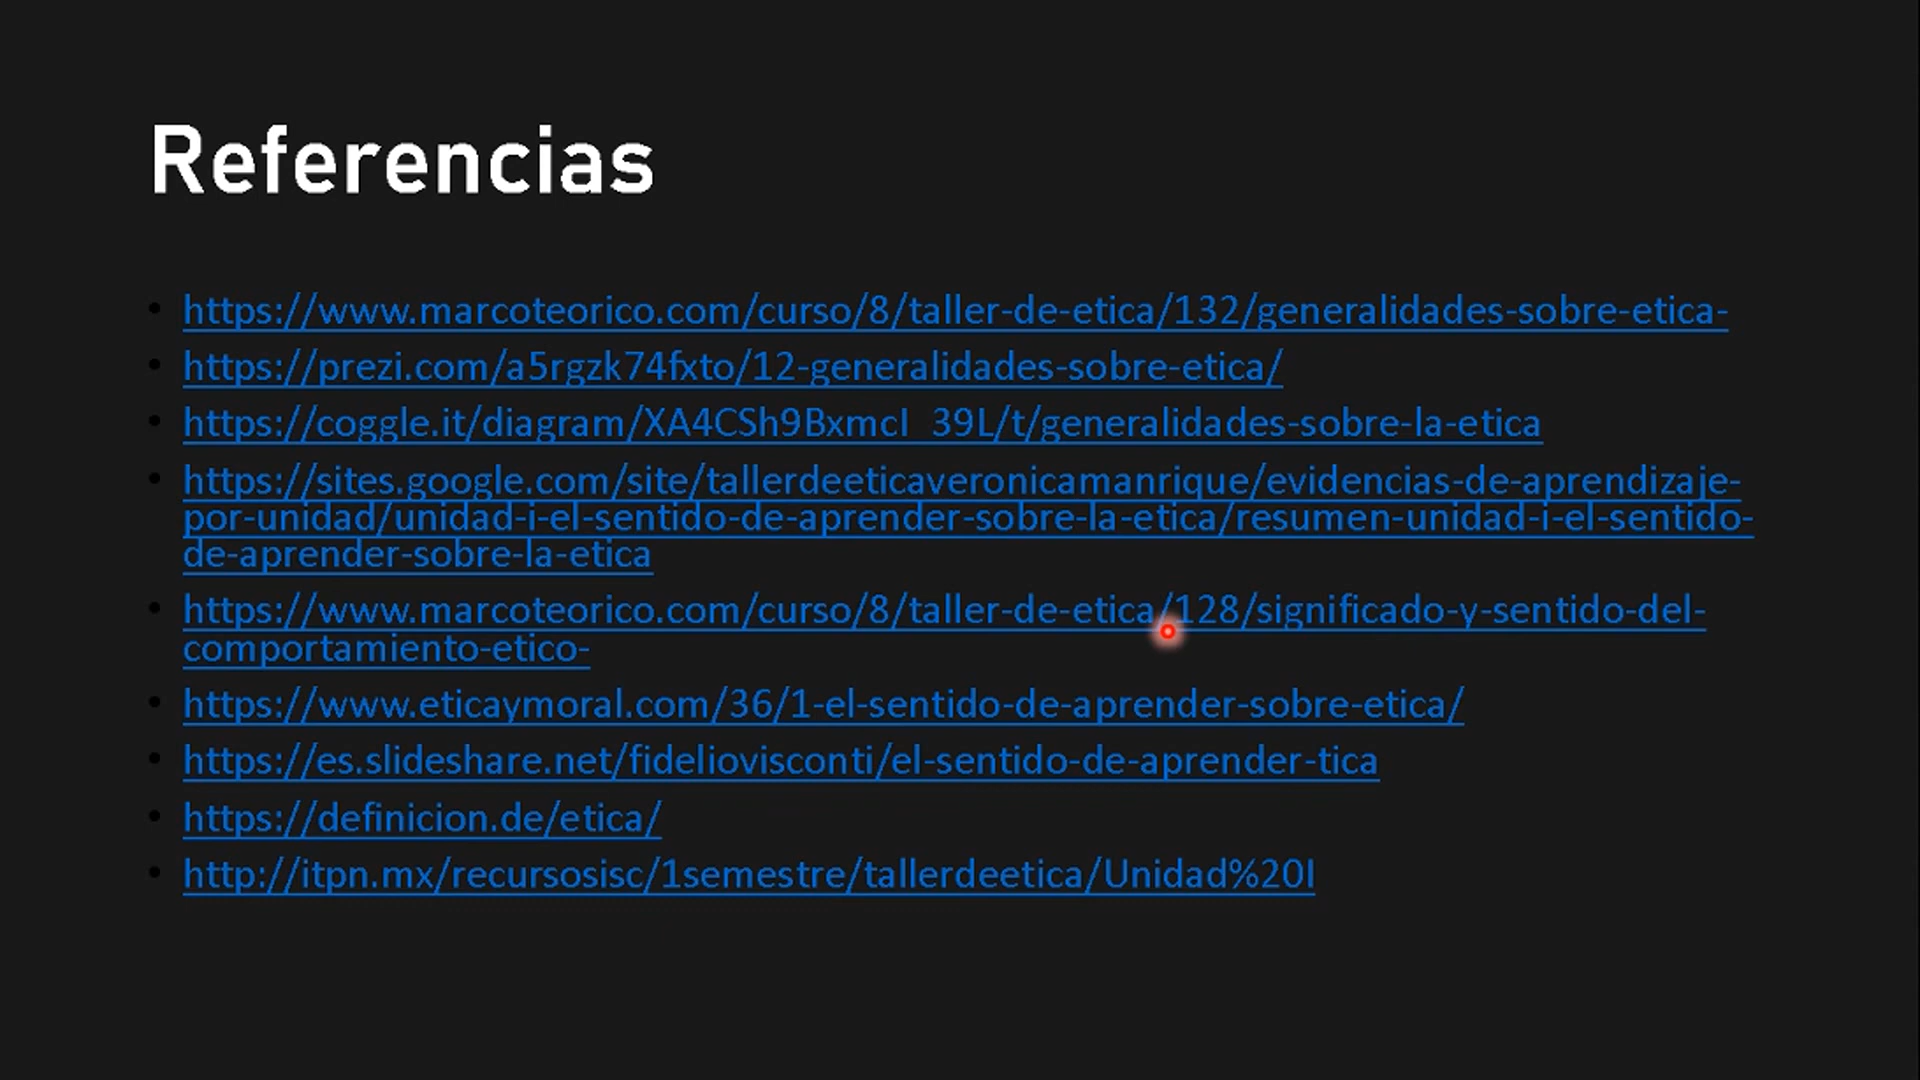 Referencias
• https://www.marcoteorico.com/curso/8/taller-de-etica/132/generalidades-sobre-etica-
• https://prezi.com/a5rgzk74fxto/12-generalidades-sobre-etica/
• https://coggle.it/diagram/XA4CSh9BxmcI_39L/t/generalidades-sobre-la-etica
• https://sites.google.com/site/tallerdeeticaveronicamanrique/evidencias-de-aprendizaje-
por-unidad/unidad-i-el-sentido-de-aprender-sobre-la-etica/resumen-unidad-i-el-sentido-
de-aprender-sobre-la-etica
• https://www.marcoteorico.com/curso/8/taller-de-etica/128/significado-y-sentido-del-
comportamiento-etico-
• https://www.eticaymoral.com/36/1-el-sentido-de-aprender-sobre-etica/
• https://es.slideshare.net/fideliovisconti/el-sentido-de-aprender-tica
• https://definicion.de/etica/
• http://itpn.mx/recursosisc/1semestre/tallerdeetica/Unidad%20I